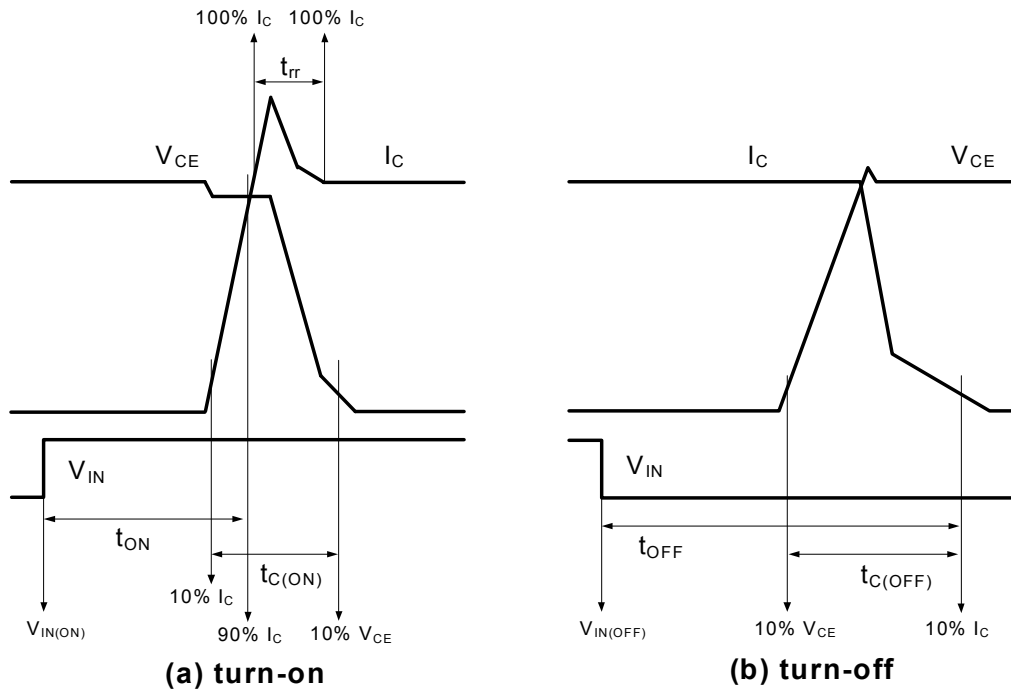 100% IC 100% IC
trr
VCE IC
IC VCE
VIN
VIN
tON
tOFF
tC(ON)
tC(OFF)
10% IC
VIN(ON) 90% IC 10% VCE
VIN(OFF) 10% VCE 10% IC
(a) turn-on
(b) turn-off